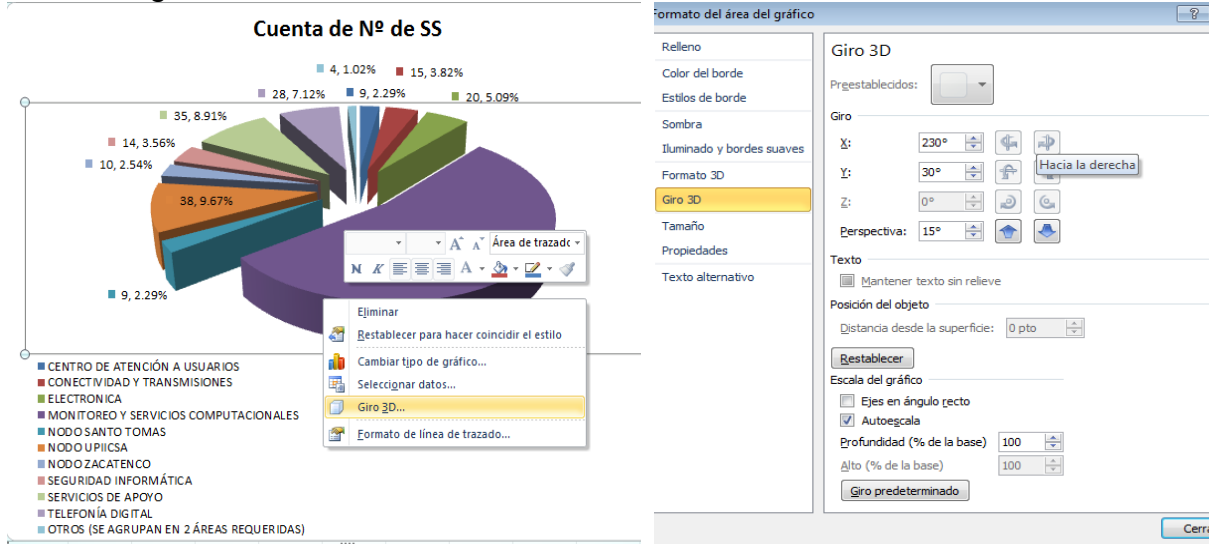 Cuenta de Nº de SS
4, 1.02%
15, 3.82%
28, 7.12%
9, 2.29%
20, 5.09%
35, 8.91%
14, 3.56%
10, 2.54%
38, 9.67%
9, 2.29%
Área de trazado
N K A
Eliminar
Restablecer para hacer coincidir el estilo
Cambiar tipo de gráfico...
Seleccionar datos...
Giro 3D...
Formato de línea de trazado...
CENTRO DE ATENCIÓN A USUARIOS
CONECTIVIDAD Y TRANSMISIONES
ELECTRONICA
MONITOREO Y SERVICIOS COMPUTACIONALES
NODO SANTO TOMAS
NODO UPIICSA
NODO ZACATENCO
SEGURIDAD INFORMÁTICA
SERVICIOS DE APOYO
TELEFONÍA DIGITAL
OTROS (SE AGRUPAN EN 2 ÁREAS REQUERIDAS)
Formato del área del gráfico
Relleno
Color del borde
Estilos de borde
Sombra
Iluminado y bordes suaves
Formato 3D
Giro 3D
Tamaño
Propiedades
Texto alternativo
Giro 3D
Preestablecidos:
Giro
X: 230°
Hacia la derecha
Y: 30°
Z: 0°
Perspectiva: 15°
Texto
Mantener texto sin relieve
Posición del objeto
Distancia desde la superficie: 0 pto
Restablecer
Escala del gráfico
Ejes en ángulo recto
Autoescala
Profundidad (% de la base) 100
Alto (% de la base) 100
Giro predeterminado
Cerra